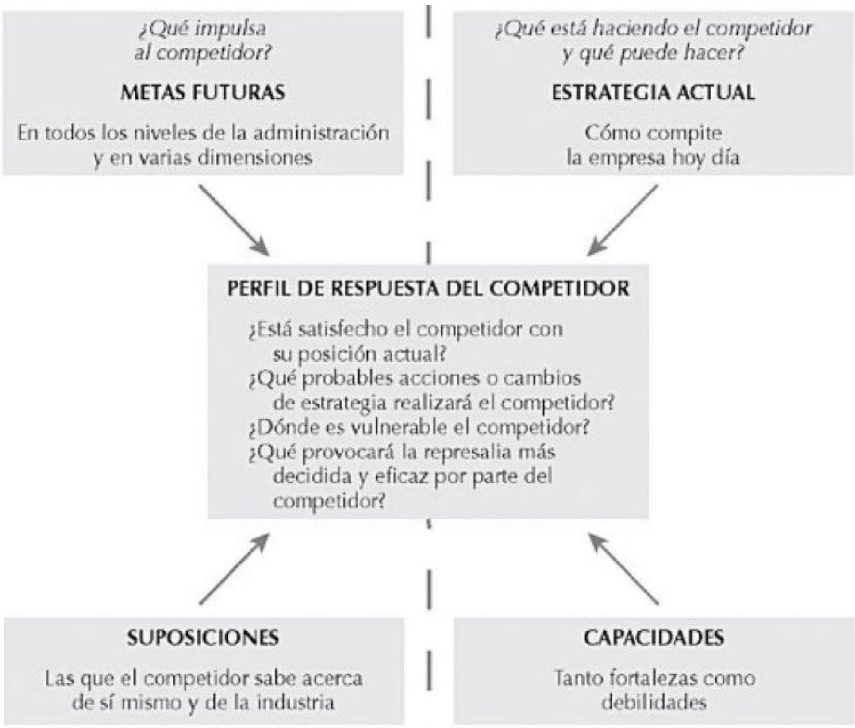 ¿Qué impulsa
al competidor?
METAS FUTURAS
En todos los niveles de la administración
y en varias dimensiones
¿Qué está haciendo el competidor
y qué puede hacer?
ESTRATEGIA ACTUAL
Cómo compite
la empresa hoy día
PERFIL DE RESPUESTA DEL COMPETIDOR
¿Está satisfecho el competidor con
su posición actual?
¿Qué probables acciones o cambios
de estrategia realizará el competidor?
¿Dónde es vulnerable el competidor?
¿Qué provocará la represalia más
decidida y eficaz por parte del
competidor?
SUPOSICIONES
Las que el competidor sabe acerca
de sí mismo y de la industria
CAPACIDADES
Tanto fortalezas como
debilidades